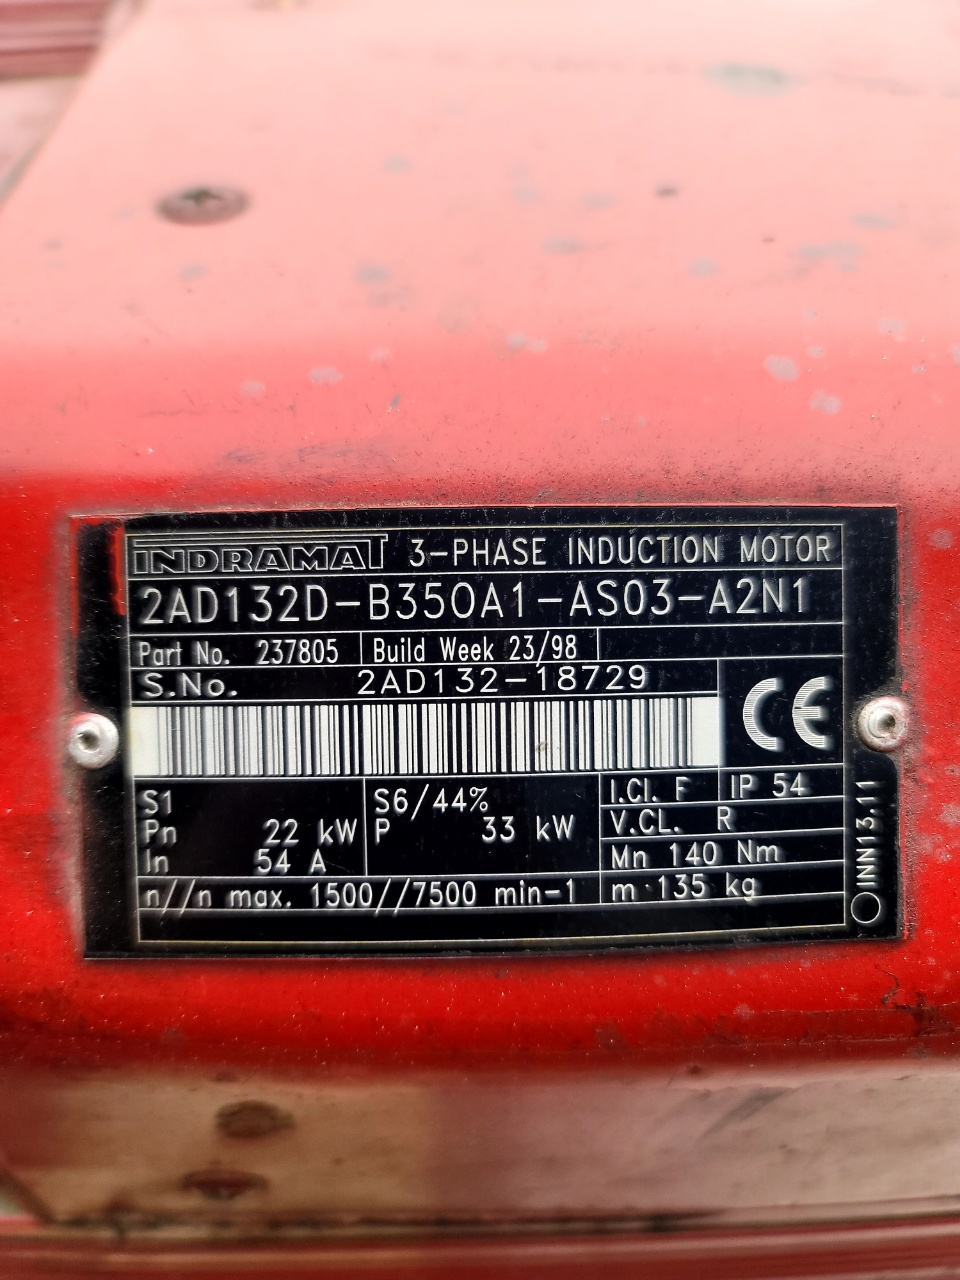 INDRAMAT 3-PHASE INDUCTION MOTOR
2AD132D-B35OA1-AS03-A2N1
Part No. 237805 Build Week 23/98
S.No. 2AD132-18729
CE
S1 S6/44% I.Cl. F IP 54
Pn 22 kW P 33 kW V.CL. R
In 54 A Mn 140 Nm
n//n max. 1500//7500 min-1 m 135 kg
INN13.11